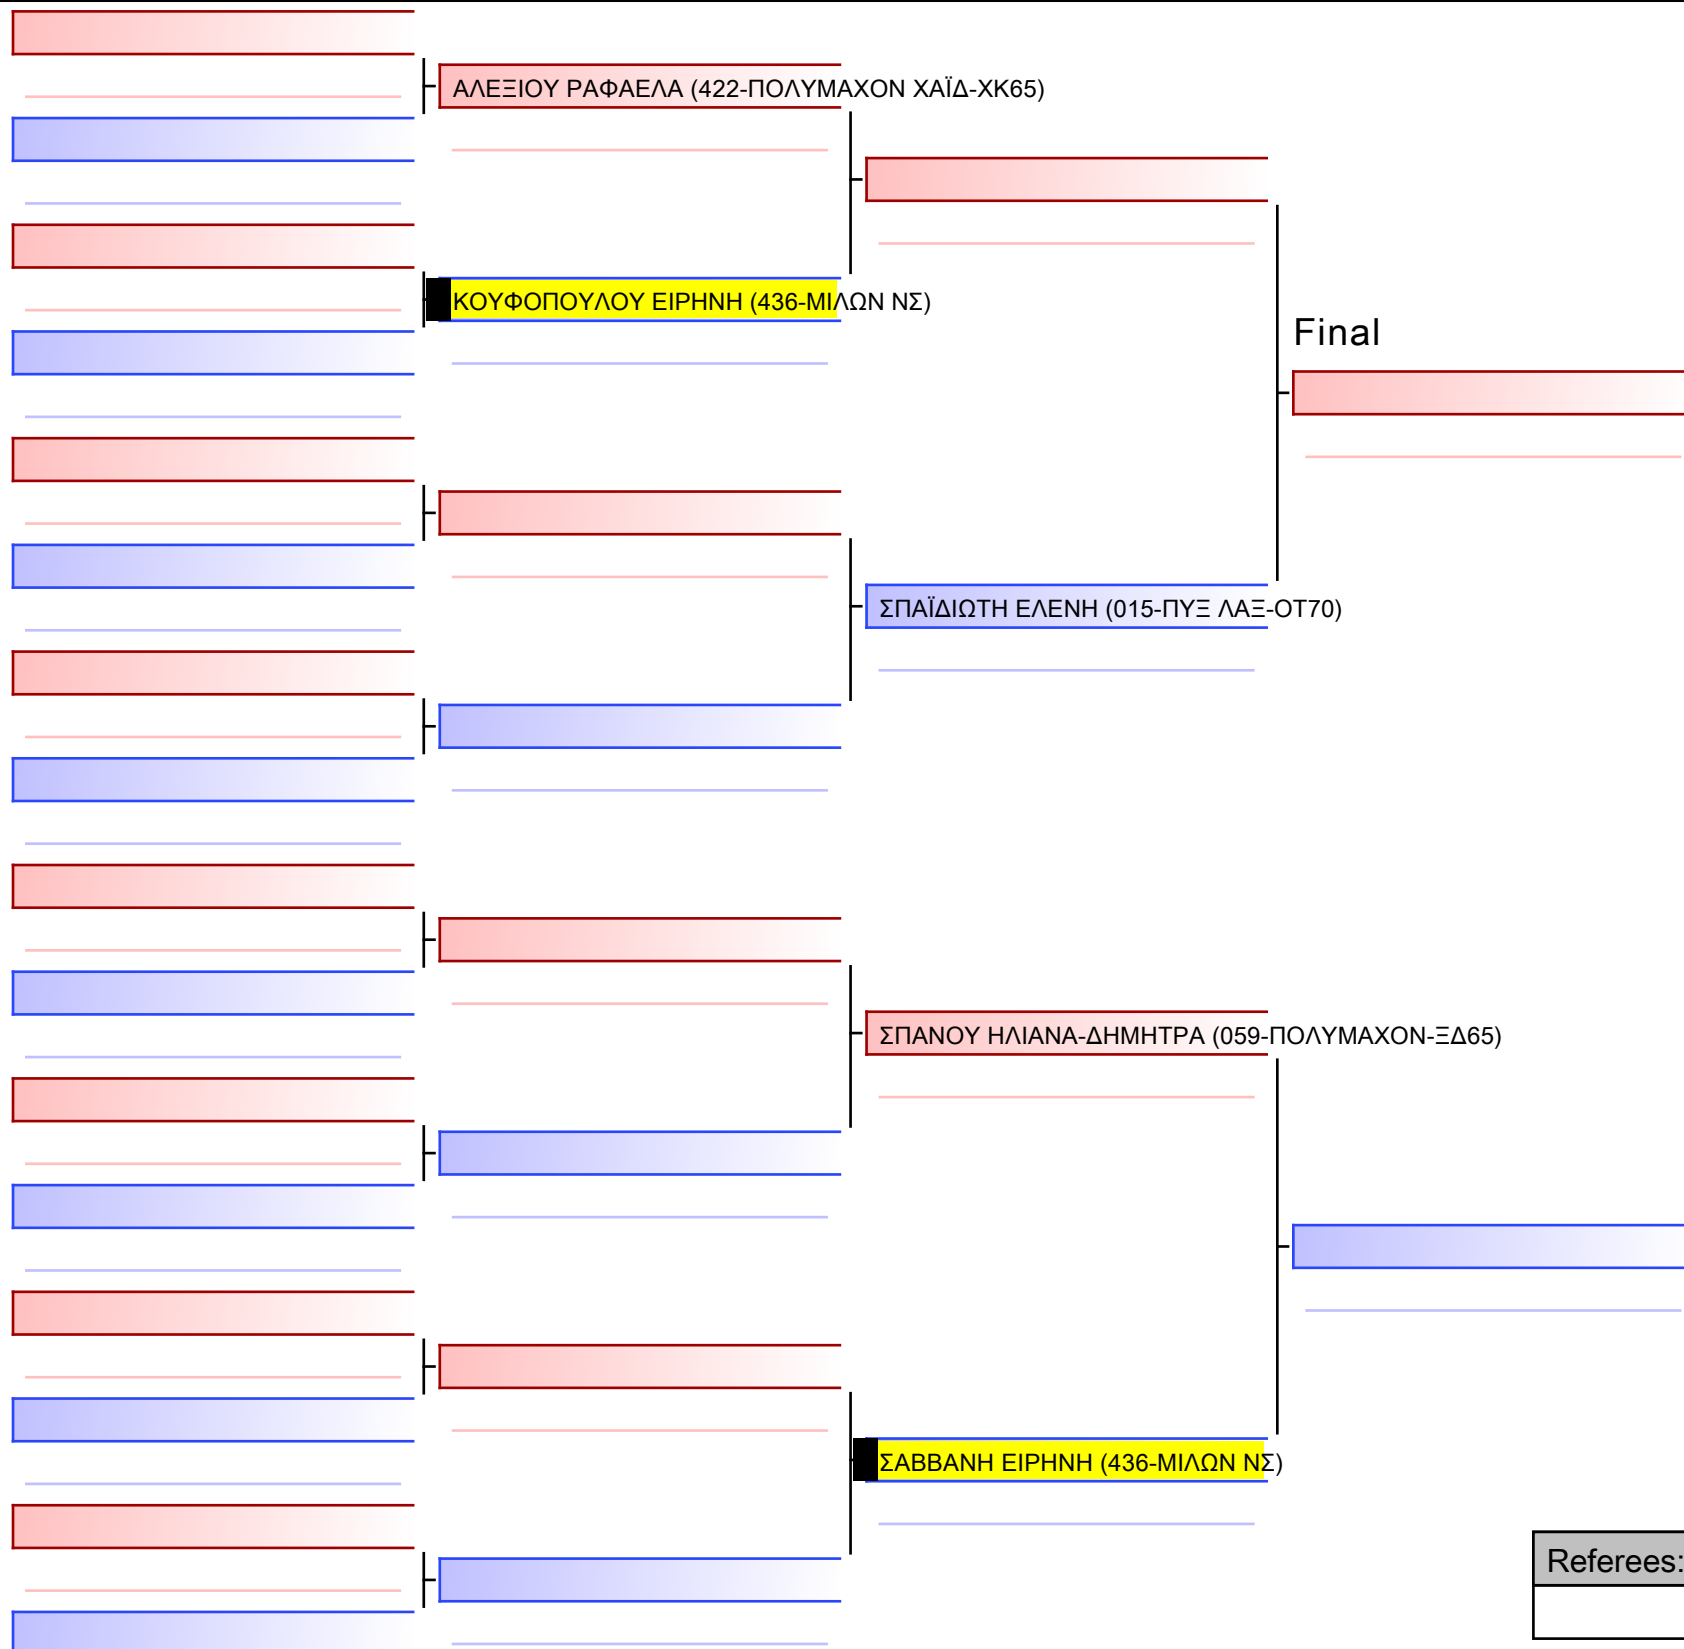 ΑΛΕΞΙΟΥ ΡΑΦΑΕΛΑ (422-ΠΟΛΥΜΑΧΟΝ ΧΑΪΔ-ΧΚ65)
ΚΟΥΦΟΠΟΥΛΟΥ ΕΙΡΗΝΗ (436-ΜΙΛΩΝ ΝΣ)
Final
ΣΠΑΪΔΙΩΤΗ ΕΛΕΝΗ (015-ΠΥΞ ΛΑΞ-ΟΤ70)
ΣΠΑΝΟΥ ΗΛΙΑΝΑ-ΔΗΜΗΤΡΑ (059-ΠΟΛΥΜΑΧΟΝ-ΞΔ65)
ΣΑΒΒΑΝΗ ΕΙΡΗΝΗ (436-ΜΙΛΩΝ ΝΣ)
Referees: